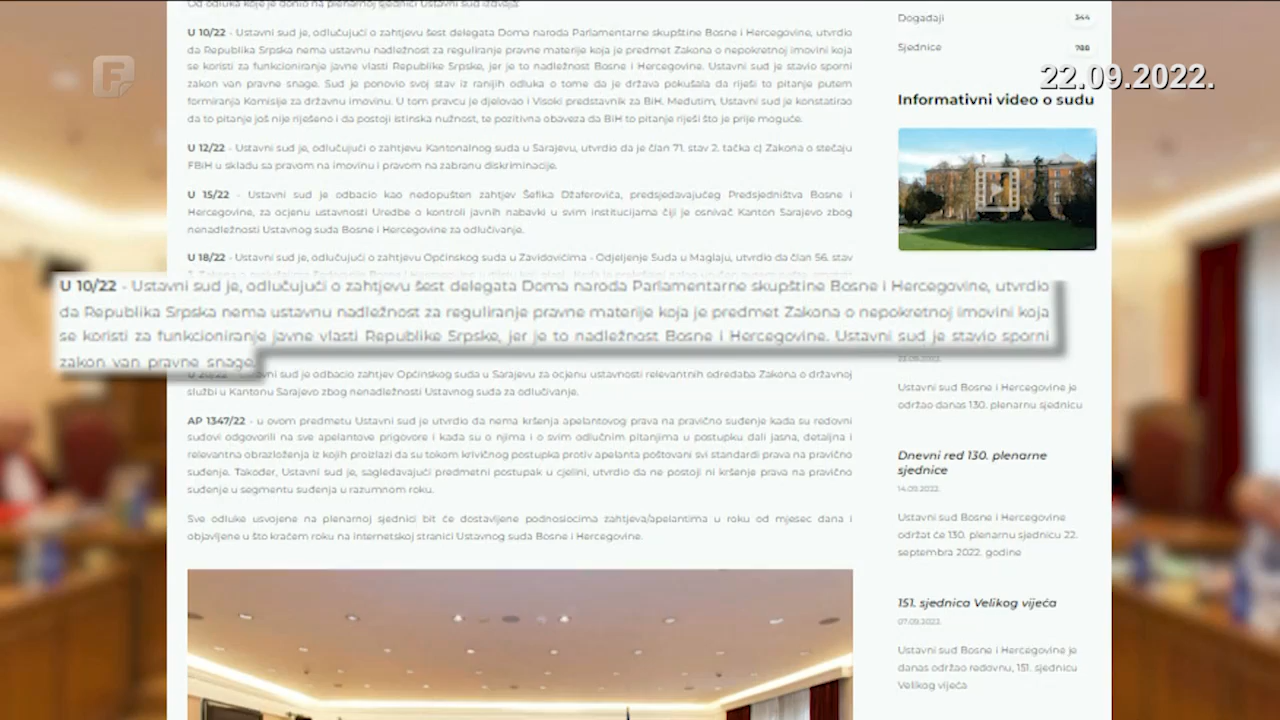 Od odluka koje je donio na plenarnoj sjednici Ustavni sud izdvaja:
U 10/22 - Ustavni sud je, odlučujući o zahtjevu šest delegata Doma naroda Parlamentarne skupštine Bosne i Hercegovine, utvrdio
da Republika Srpska nema ustavnu nadležnost za reguliranje pravne materije koja je predmet Zakona o nepokretnoj imovini koja
se koristi za funkcioniranje javne vlasti Republike Srpske, jer je to nadležnost Bosne i Hercegovine. Ustavni sud je stavio sporni
zakon van pravne snage. Sud je ponovio svoj stav iz ranijih odluka o tome da je država pokušala da riješi to pitanje putem
formiranja Komisije za državnu imovinu. U tom pravcu je djelovao i Visoki predstavnik za BiH. Međutim, Ustavni sud je konstatirao
da to pitanje još nije riješeno i da postoji istinska nužnost, te pozitivna obaveza da BiH to pitanje riješi što je prije moguće.
U 12/22 - Ustavni sud je, odlučujući o zahtjevu Kantonalnog suda u Sarajevu, utvrdio da je član 71. stav 2. tačka c) Zakona o stečaju
FBiH u skladu sa pravom na imovinu i pravom na zabranu diskriminacije.
U 15/22 - Ustavni sud je odbacio kao nedopušten zahtjev Šefika Džaferovića, predsjedavajućeg Predsjedništva Bosne i
Hercegovine, za ocjenu ustavnosti Uredbe o kontroli javnih nabavki u svim institucijama čiji je osnivač Kanton Sarajevo zbog
nenadležnosti Ustavnog suda Bosne i Hercegovine za odlučivanje.
U 18/22 - Ustavni sud je, odlučujući o zahtjevu Općinskog suda u Zavidovićima - Odjeljenje Suda u Maglaju, utvrdio da član 56. stav
U 10/22 - Ustavni sud je, odlučujući o zahtjevu šest delegata Doma naroda Parlamentarne skupštine Bosne i Hercegovine, utvrdio
da Republika Srpska nema ustavnu nadležnost za reguliranje pravne materije koja je predmet Zakona o nepokretnoj imovini koja
se koristi za funkcioniranje javne vlasti Republike Srpske, jer je to nadležnost Bosne i Hercegovine. Ustavni sud je stavio sporni
zakon van pravne snage.
sud je odbacio zahtjev Općinskog suda u Sarajevu za ocjenu ustavnosti relevantnih odredaba Zakona o državnoj
službi u Kantonu Sarajevo zbog nenadležnosti Ustavnog suda za odlučivanje.
AP 1347/22 - u ovom predmetu Ustavni sud je utvrdio da nema kršenja apelantovog prava na pravično suđenje kada su redovni
sudovi odgovorili na sve apelantove prigovore i kada su o njima i o svim odlučnim pitanjima u postupku dali jasna, detaljna i
relevantna obrazloženja iz kojih proizlazi da su tokom krivičnog postupka protiv apelanta poštovani svi standardi prava na pravično
suđenje. Također, Ustavni sud je, sagledavajući predmetni postupak u cjelini, utvrdio da ne postoji ni kršenje prava na pravično
suđenje u segmentu suđenja u razumnom roku.
Sve odluke usvojene na plenarnoj sjednici bit će dostavljene podnosiocima zahtjeva/apelantima u roku od mjesec dana i
objavljene u što kraćem roku na internetskoj stranici Ustavnog suda Bosne i Hercegovine.
Događaji 344
Sjednice 788
22.09.2022.
Informativni video o sudu
22.09.2022.
Ustavni sud Bosne i Hercegovine je
održao danas 130. plenarnu sjednicu
Dnevni red 130. plenarne
sjednice
14.09.2022.
Ustavni sud Bosne i Hercegovine
održat će 130. plenarnu sjednicu 22.
septembra 2022. godine
151. sjednica Velikog vijeća
07.09.2022.
Ustavni sud Bosne i Hercegovine je
danas održao redovnu, 151. sjednicu
Velikog vijeća